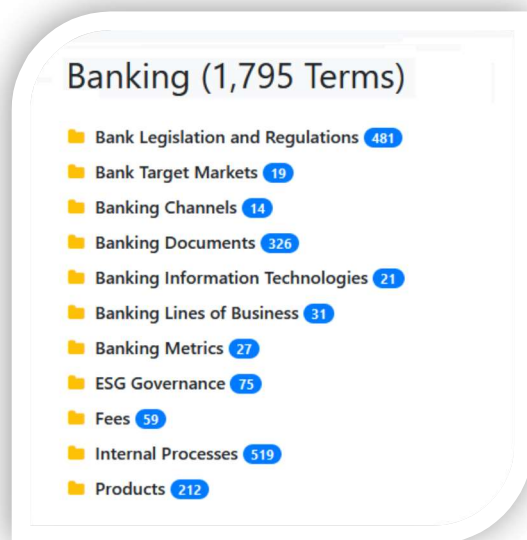 Banking (1,795 Terms)
Bank Legislation and Regulations 481
Bank Target Markets 19
Banking Channels 14
Banking Documents 326
Banking Information Technologies 21
Banking Lines of Business 31
Banking Metrics 27
ESG Governance 75
Fees 59
Internal Processes 519
Products 212